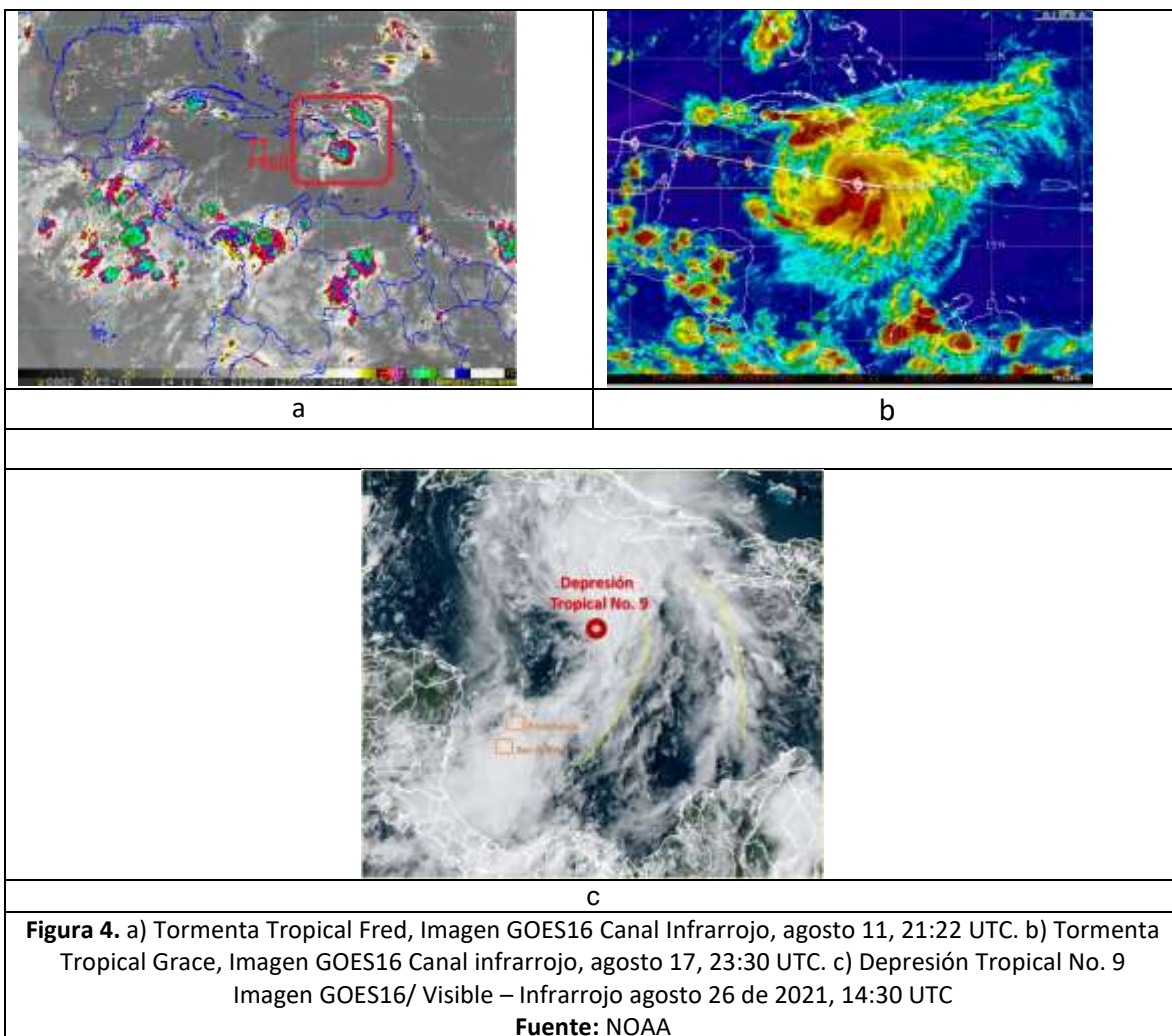 a
b
Depresión
Tropical No. 9
c
Figura 4. a) Tormenta Tropical Fred, Imagen GOES16 Canal Infrarrojo, agosto 11, 21:22 UTC. b) Tormenta
Tropical Grace, Imagen GOES16 Canal infrarrojo, agosto 17, 23:30 UTC. c) Depresión Tropical No. 9
Imagen GOES16/ Visible – Infrarrojo agosto 26 de 2021, 14:30 UTC
Fuente: NOAA